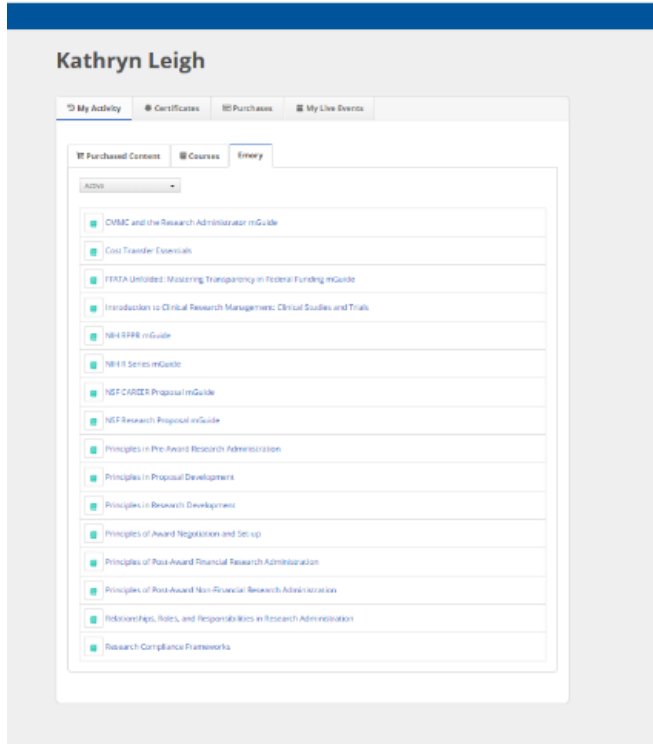 Kathryn Leigh
My Activity
Certificates
Purchases
My Live Events
Purchased Content
Courses
Emory
Active
CMMC and the Research Administrator mGuide
Cost Transfer Essentials
FFATA Unfolded: Mastering Transparency in Federal Funding mGuide
Introduction to Clinical Research Management: Clinical Studies and Trials
NIH RPPR mGuide
NIH R Series mGuide
NSF CAREER Proposal mGuide
NSF Research Proposal mGuide
Principles in Pre-Award Research Administration
Principles in Proposal Development
Principles in Research Development
Principles of Award Negotiation and Set-up
Principles of Post-Award Financial Research Administration
Principles of Post-Award Non-Financial Research Administration
Relationships, Roles, and Responsibilities in Research Administration
Research Compliance Frameworks